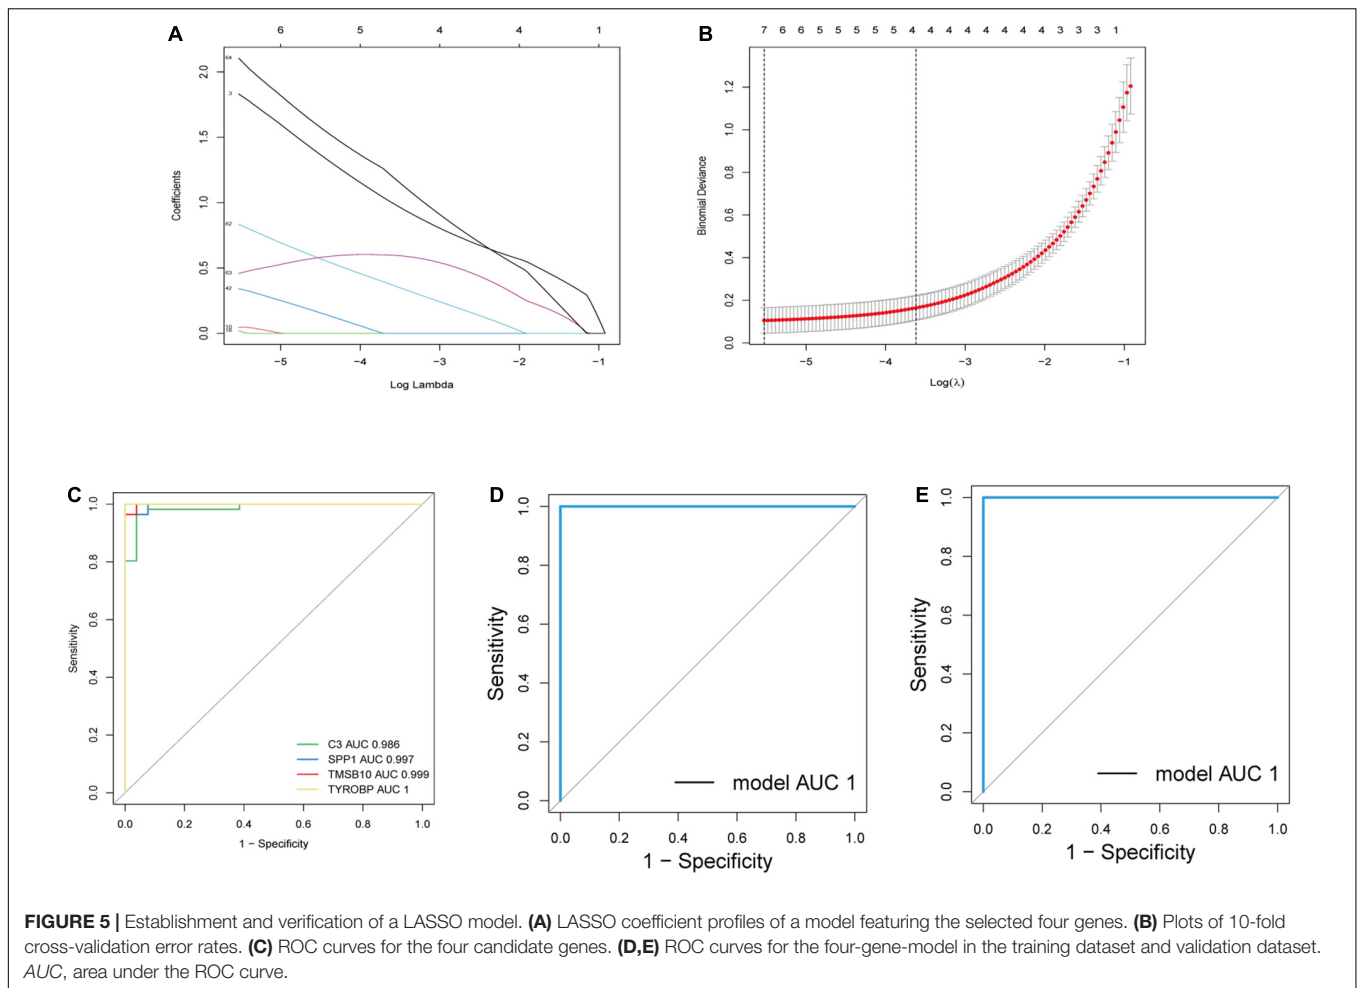 A
6 5 4 4 1
2.0
1.5
1.0
0.5
0.0
Coefficients
64
3
62
63
42
−5 −4 −3 −2 −1
Log Lambda
B
7 6 6 5 5 5 5 5 4 4 4 4 4 4 4 4 3 3 3 1
1.2
1.0
0.8
0.6
0.4
0.2
0.0
Binomial Deviance
−5 −4 −3 −2 −1
Log(λ)
C
1.0
0.8
0.6
0.4
0.2
0.0
Sensitivity
C3 AUC 0.986
SPP1 AUC 0.997
TMSB10 AUC 0.999
TYROBP AUC 1
0.0 0.2 0.4 0.6 0.8 1.0
1 − Specificity
D
1.0
0.8
0.6
0.4
0.2
0.0
Sensitivity
model AUC 1
0.0 0.2 0.4 0.6 0.8 1.0
1 − Specificity
E
1.0
0.8
0.6
0.4
0.2
0.0
Sensitivity
model AUC 1
0.0 0.2 0.4 0.6 0.8 1.0
1 − Specificity
FIGURE 5 | Establishment and verification of a LASSO model. (A) LASSO coefficient profiles of a model featuring the selected four genes. (B) Plots of 10-fold
cross-validation error rates. (C) ROC curves for the four candidate genes. (D,E) ROC curves for the four-gene-model in the training dataset and validation dataset.
AUC, area under the ROC curve.